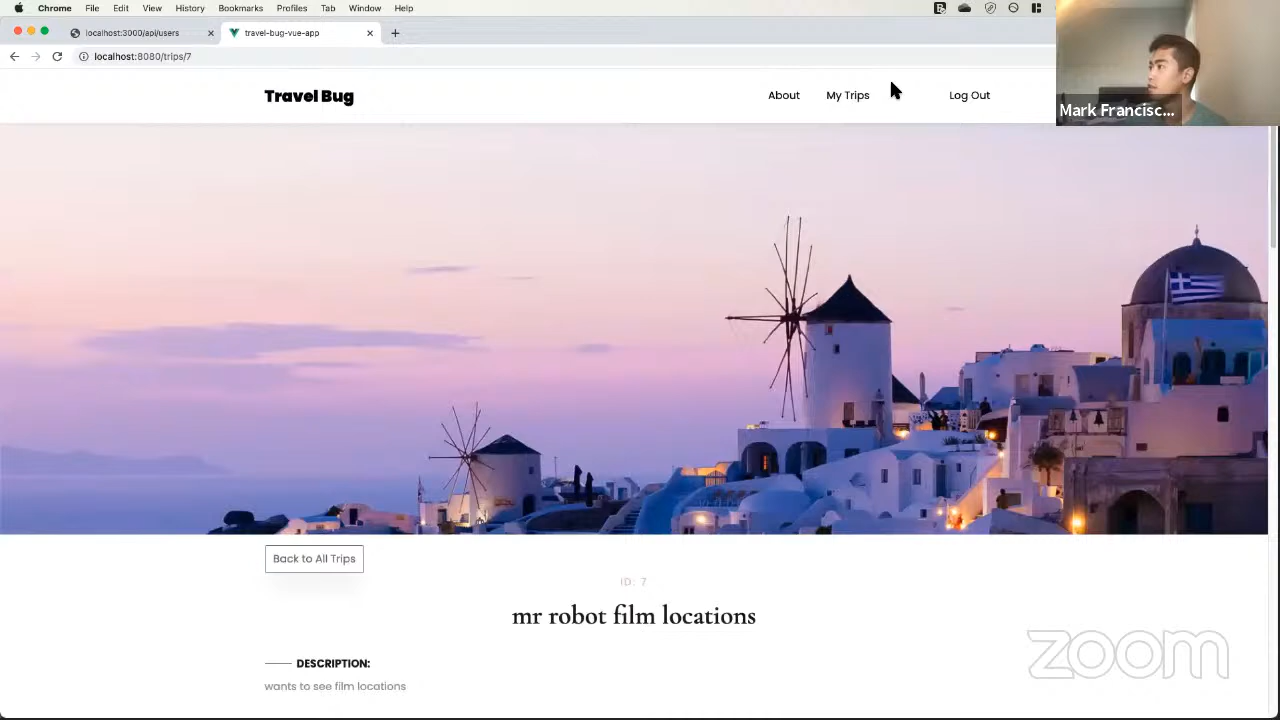 Chrome File Edit View History Bookmarks Profiles Tab Window Help
localhost:3000/api/users travel-bug-vue-app
localhost:8080/trips/7
Travel Bug About My Trips Log Out
Mark Francisc...
Back to All Trips
ID: 7
mr robot film locations
DESCRIPTION:
wants to see film locations
zoom